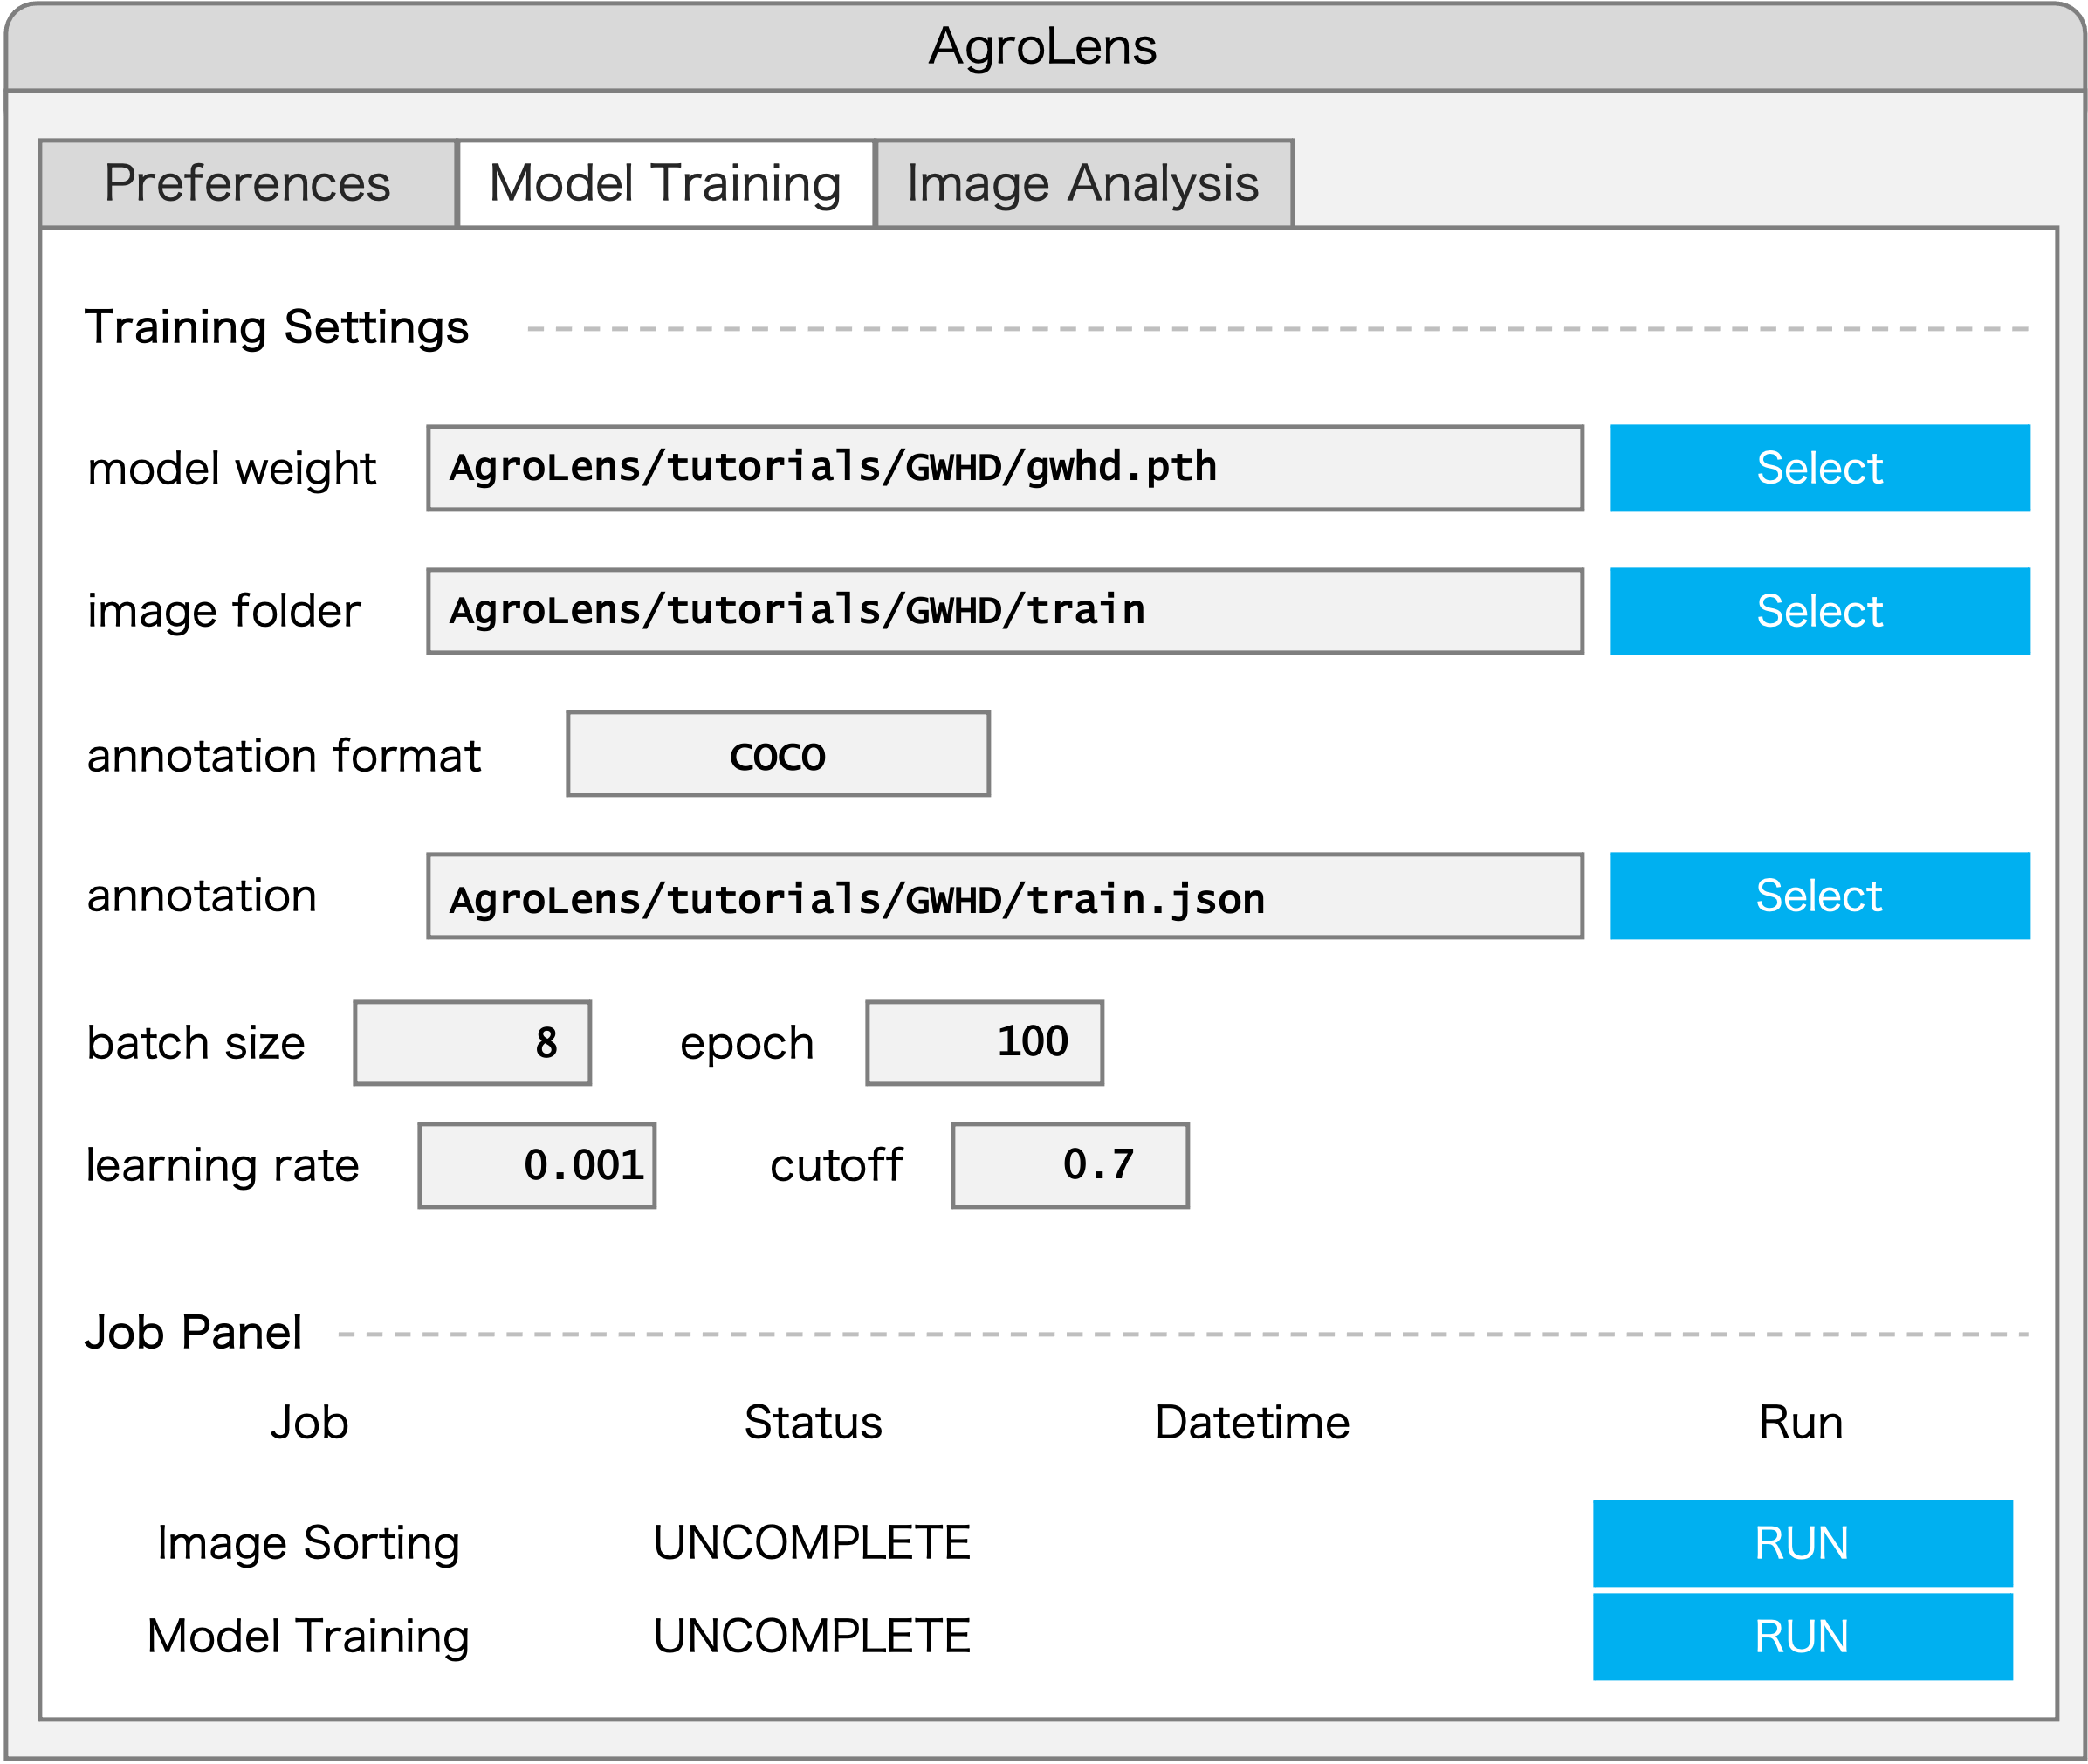 AgroLens
Preferences Model Training Image Analysis
Training Settings
model weight AgroLens/tutorials/GWHD/gwhd.pth Select
image folder AgroLens/tutorials/GWHD/train Select
annotation format COCO
annotation AgroLens/tutorials/GWHD/train.json Select
batch size 8 epoch 100
learning rate 0.001 cutoff 0.7
Job Panel
Job Status Datetime Run
Image Sorting UNCOMPLETE RUN
Model Training UNCOMPLETE RUN